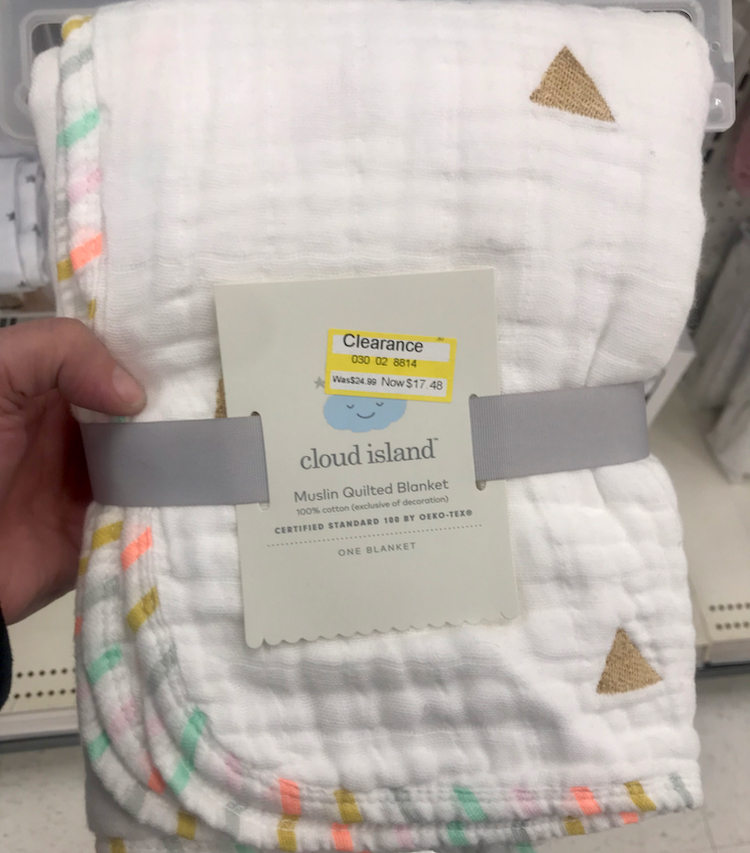 Clearance
030 02 8814
Was$24.99 Now$17.48
cloud island™
Muslin Quilted Blanket
100% cotton (exclusive of decoration)
CERTIFIED STANDARD 100 BY OEKO-TEX®
ONE BLANKET